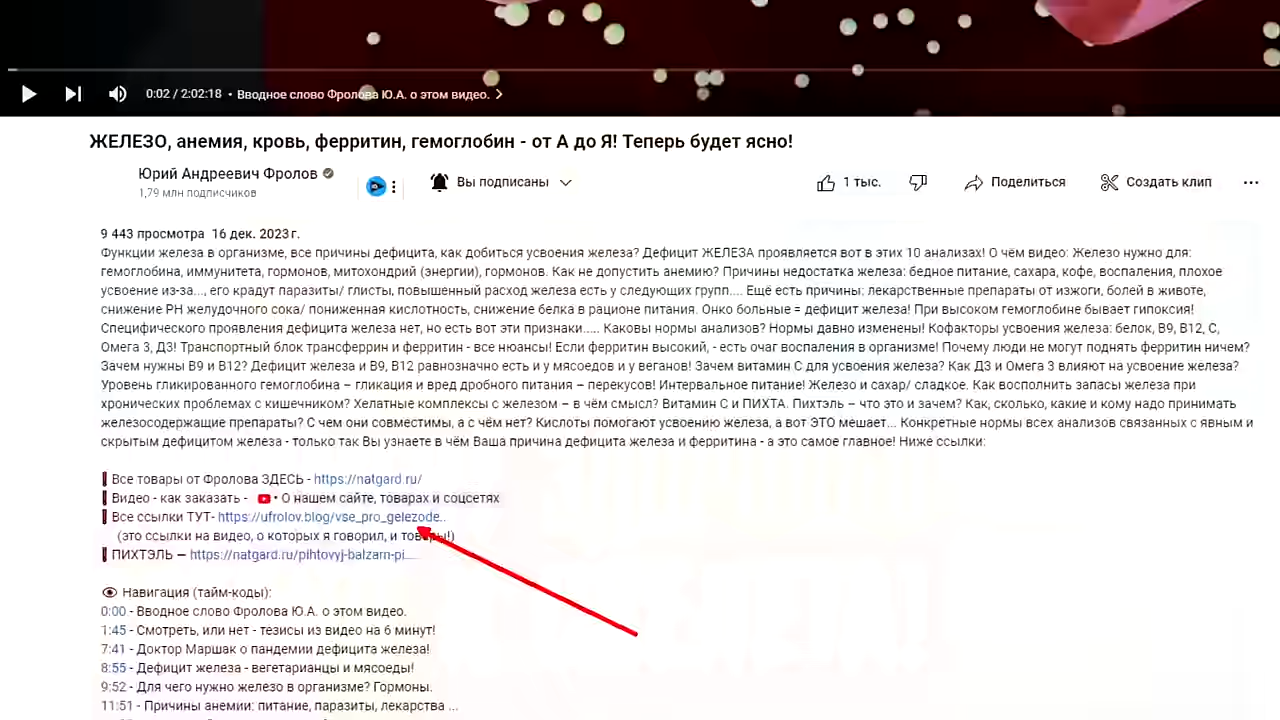 0:02 / 2:02:18 • Вводное слово Фролова Ю.А. о этом видео.
ЖЕЛЕЗО, анемия, кровь, ферритин, гемоглобин - от А до Я! Теперь будет ясно!
Юрий Андреевич Фролов
1,79 млн подписчиков
Вы подписаны
1 тыс.
Поделиться
Создать клип
9 443 просмотра 16 дек. 2023 г.
Функции железа в организме, все причины дефицита, как добиться усвоения железа? Дефицит ЖЕЛЕЗА проявляется вот в этих 10 анализах! О чём видео: Железо нужно для:
гемоглобина, иммунитета, гормонов, митохондрий (энергии), гормонов. Как не допустить анемию? Причины недостатка железа: бедное питание, сахара, кофе, воспаления, плохое
усвоение из-за..., его крадут паразиты/ глисты, повышенный расход железа есть у следующих групп.... Ещё есть причины: лекарственные препараты от изжоги, болей в животе,
снижение PH желудочного сока/ пониженная кислотность, снижение белка в рационе питания. Онко больные = дефицит железа! При высоком гемоглобине бывает гипоксия!
Специфического проявления дефицита железа нет, но есть вот эти признаки..... Каковы нормы анализов? Нормы давно изменены! Кофакторы усвоения железа: белок, В9, В12, С,
Омега 3, Д3! Транспортный блок трансферрин и ферритин - все нюансы! Если ферритин высокий, - есть очаг воспаления в организме! Почему люди не могут поднять ферритин ничем?
Зачем нужны В9 и В12? Дефицит железа и В9, В12 равнозначно есть и у мясоедов и у веганов! Зачем витамин С для усвоения железа? Как Д3 и Омега 3 влияют на усвоение железа?
Уровень гликированного гемоглобина – гликация и вред дробного питания – перекусов! Интервальное питание! Железо и сахар/ сладкое. Как восполнить запасы железа при
хронических проблемах с кишечником? Хелатные комплексы с железом – в чём смысл? Витамин С и ПИХТА. Пихтэль – что это и зачем? Как, сколько, какие и кому надо принимать
железосодержащие препараты? С чем они совместимы, а с чём нет? Кислоты помогают усвоению железа, а вот ЭТО мешает... Конкретные нормы всех анализов связанных с явным и
скрытым дефицитом железа - только так Вы узнаете в чём Ваша причина дефицита железа и ферритина - а это самое главное! Ниже ссылки:
Все товары от Фролова ЗДЕСЬ - https://natgard.ru/
Видео - как заказать - • О нашем сайте, товарах и соцсетях
Все ссылки ТУТ- https://ufrolov.blog/vse_pro_gelezode..
(это ссылки на видео, о которых я говорил, и товары!)
ПИХТЭЛЬ — https://natgard.ru/pihtovyj-balzam-pi....
Навигация (тайм-коды):
0:00 - Вводное слово Фролова Ю.А. о этом видео.
1:45 - Смотреть, или нет - тезисы из видео на 6 минут!
7:41 - Доктор Маршак о пандемии дефицита железа!
8:55 - Дефицит железа - вегетарианцы и мясоеды!
9:52 - Для чего нужно железо в организме? Гормоны.
11:51 - Причины анемии: питание, паразиты, лекарства ...